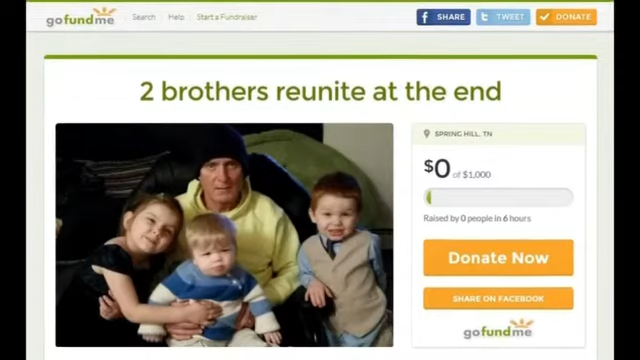 gofundme Search Help Start a Fundraiser SHARE TWEET DONATE
2 brothers reunite at the end
SPRING HILL, TN
$0 of $1,000
Raised by 0 people in 6 hours
Donate Now
SHARE ON FACEBOOK
gofundme